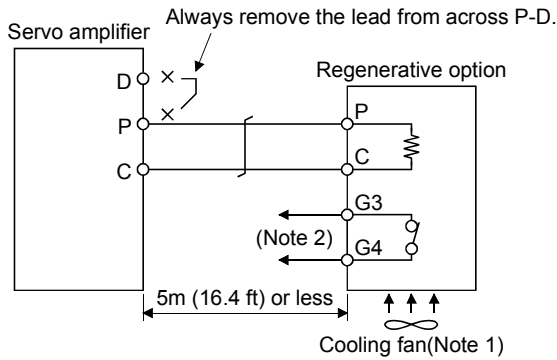 Always remove the lead from across P-D.
Servo amplifier
Regenerative option
D
P
P
C
C
G3
(Note 2)
G4
5m (16.4 ft) or less
Cooling fan(Note 1)